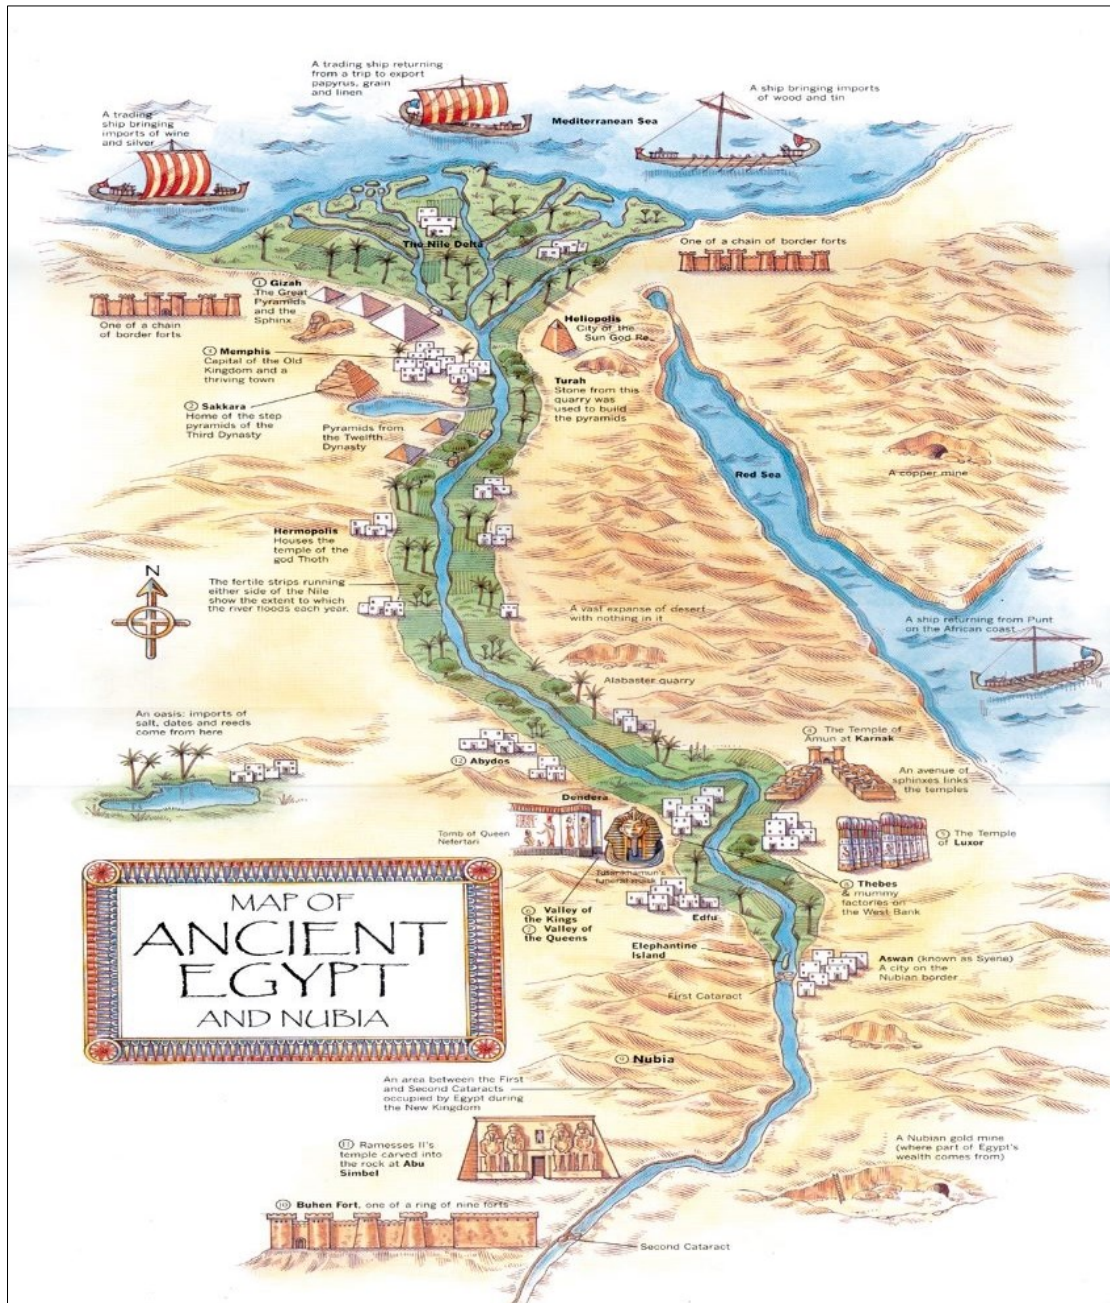 A trading ship returning
from a trip to export
papyrus, grain
and linen
A ship bringing imports
of wood and tin
A trading
ship bringing
imports of wine
and silver
Mediterranean Sea
The Nile Delta
One of a chain of border forts
1 Gizah
The Great
Pyramids
and the
Sphinx
One of a chain
of border forts
Heliopolis
City of the
Sun God Re
3 Memphis
Capital of the Old
Kingdom and a
thriving town
Turah
Stone from this
quarry was
used to build
the pyramids
2 Sakkara
Home of the step
pyramids of the
Third Dynasty
Pyramids from
the Twelfth
Dynasty
Red Sea
A copper mine
Hermopolis
Houses the
temple of the
god Thoth
N
The fertile strips running
either side of the Nile
show the extent to which
the river floods each year.
A vast expanse of desert
with nothing in it
A ship returning from Punt
on the African coast
Alabaster quarry
An oasis: imports of
salt, dates and reeds
come from here
4 The Temple of
Amun at Karnak
12 Abydos
An avenue of
sphinxes links
the temples
Dendera
Tomb of Queen
Nefertari
5 The Temple
of Luxor
Tutankhamun's
funeral mask
8 Thebes
& mummy
factories on
the West Bank
6 Valley of
the Kings
7 Valley of
the Queens
Edfu
MAP OF
ANCIENT
EGYPT
AND NUBIA
Elephantine
Island
Aswan (known as Syene)
A city on the
Nubian border
First Cataract
9 Nubia
An area between the First
and Second Cataracts
occupied by Egypt during
the New Kingdom
A Nubian gold mine
(where part of Egypt's
wealth comes from)
11 Ramesses II's
temple carved into
the rock at Abu
Simbel
10 Buhen Fort, one of a ring of nine forts
Second Cataract